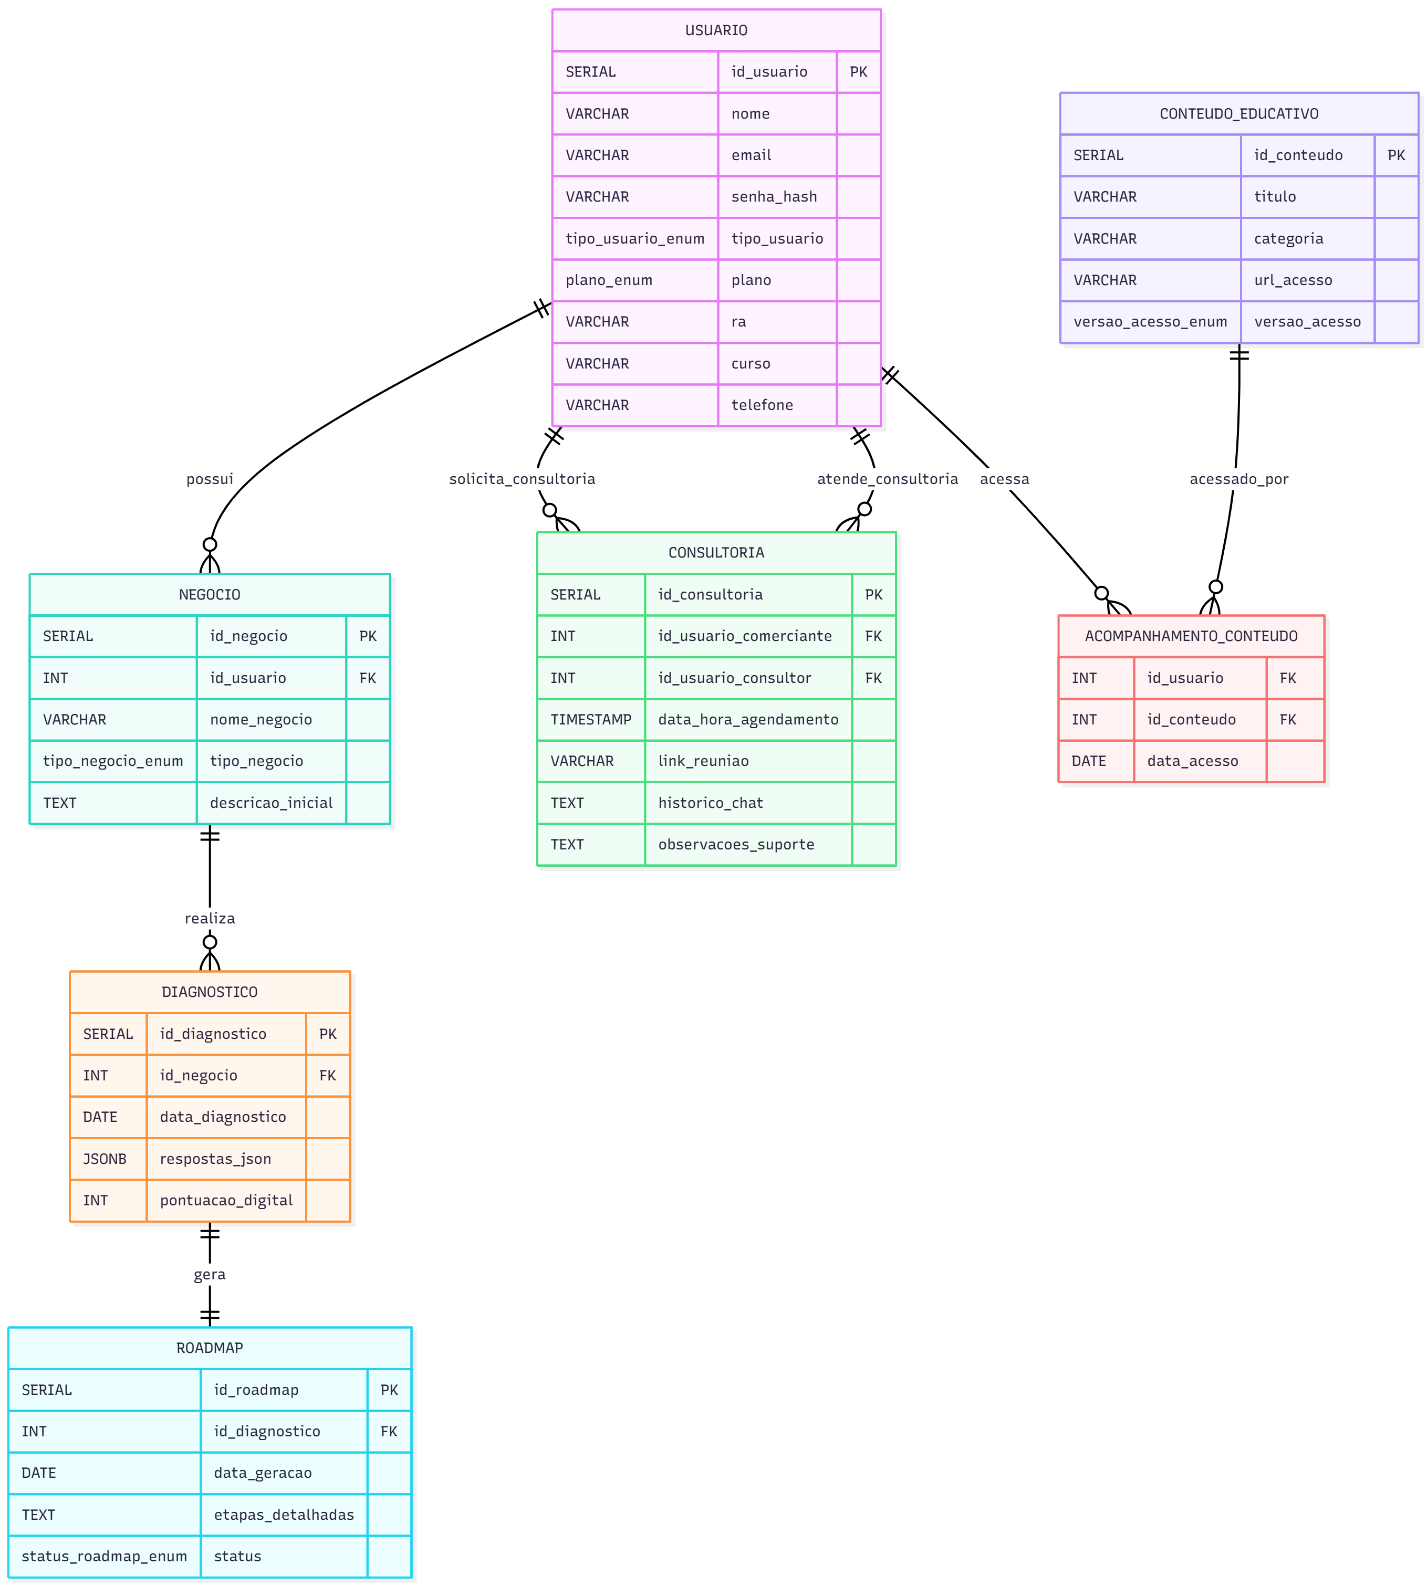 USUARIO
SERIAL id_usuario PK
VARCHAR nome
VARCHAR email
VARCHAR senha_hash
tipo_usuario_enum tipo_usuario
plano_enum plano
VARCHAR ra
VARCHAR curso
VARCHAR telefone
CONTEUDO_EDUCATIVO
SERIAL id_conteudo PK
VARCHAR titulo
VARCHAR categoria
VARCHAR url_acesso
versao_acesso_enum versao_acesso
possui
solicita_consultoria
atende_consultoria
acessa
acessado_por
NEGOCIO
SERIAL id_negocio PK
INT id_usuario FK
VARCHAR nome_negocio
tipo_negocio_enum tipo_negocio
TEXT descricao_inicial
CONSULTORIA
SERIAL id_consultoria PK
INT id_usuario_comerciante FK
INT id_usuario_consultor FK
TIMESTAMP data_hora_agendamento
VARCHAR link_reuniao
TEXT historico_chat
TEXT observacoes_suporte
ACOMPANHAMENTO_CONTEUDO
INT id_usuario FK
INT id_conteudo FK
DATE data_acesso
realiza
DIAGNOSTICO
SERIAL id_diagnostico PK
INT id_negocio FK
DATE data_diagnostico
JSONB respostas_json
INT pontuacao_digital
gera
ROADMAP
SERIAL id_roadmap PK
INT id_diagnostico FK
DATE data_geracao
TEXT etapas_detalhadas
status_roadmap_enum status